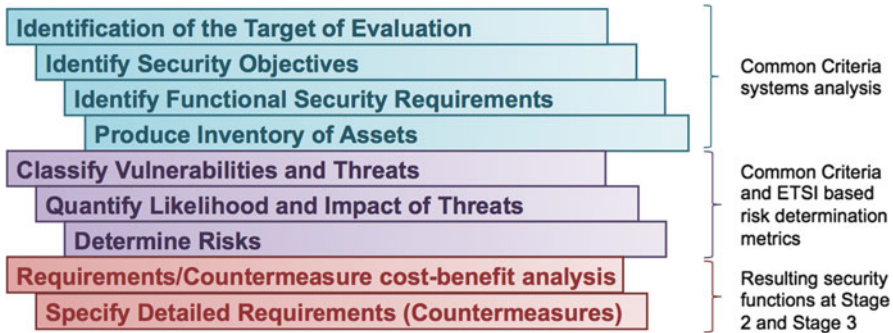 Identification of the Target of Evaluation
Identify Security Objectives
Identify Functional Security Requirements
Produce Inventory of Assets
Common Criteria
systems analysis
Classify Vulnerabilities and Threats
Quantify Likelihood and Impact of Threats
Determine Risks
Common Criteria
and ETSI based
risk determination
metrics
Requirements/Countermeasure cost-benefit analysis
Specify Detailed Requirements (Countermeasures)
Resulting security
functions at Stage
2 and Stage 3